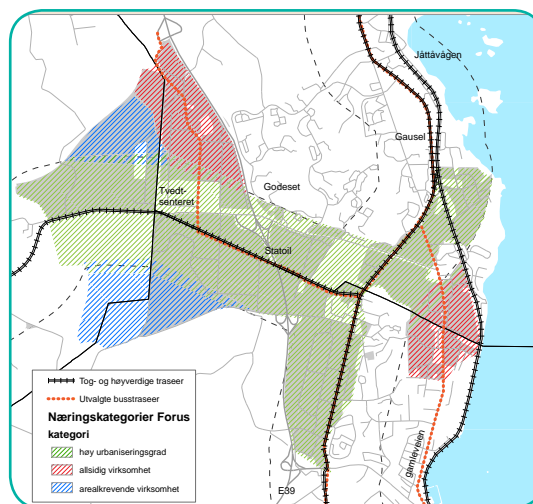 Jåttåvågen
Gausel
Godeset
Tvedt-
senteret
Statoil
gamleveien
E39
Tog- og høyverdige traseer
Utvalgte busstraseer
Næringskategorier Forus
kategori
høy urbaniseringsgrad
allsidig virksomhet
arealkrevende virksomhet